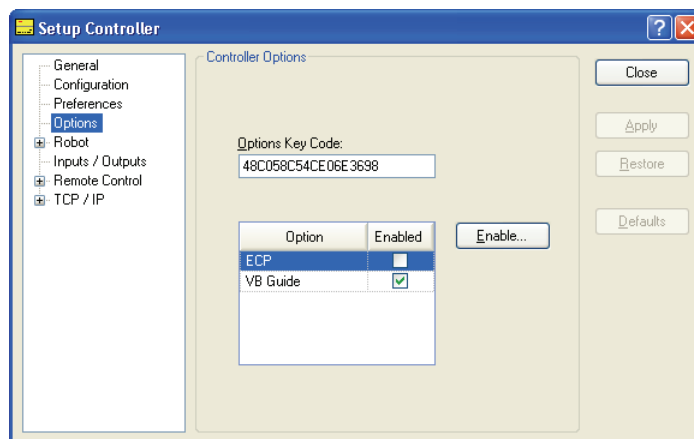 Setup Controller
General
Configuration
Preferences
Options
Robot
Inputs / Outputs
Remote Control
TCP / IP
Controller Options
Options Key Code:
48C058C54CE06E3698
Option Enabled
ECP
VB Guide
Enable...
Close
Apply
Restore
Defaults